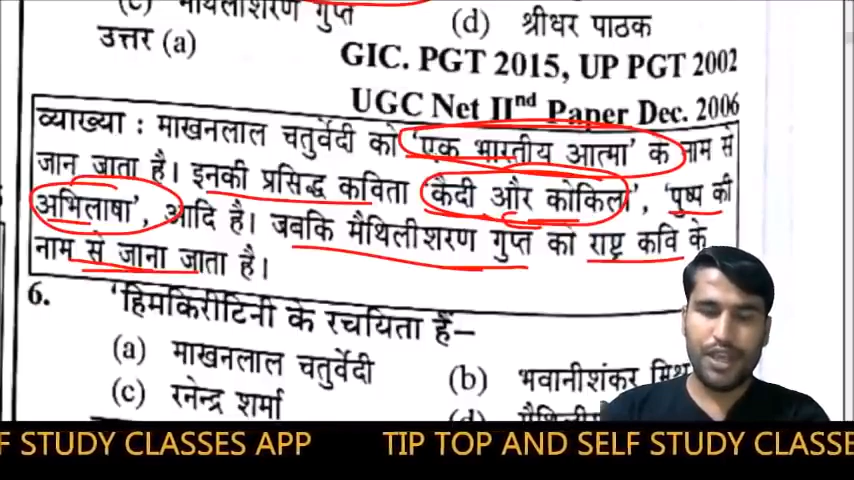 (c) मैथिलीशरण गुप्त
(d) श्रीधर पाठक
उत्तर (a)
GIC. PGT 2015, UP PGT 2002
UGC Net IInd Paper Dec. 2006
व्याख्या : माखनलाल चतुर्वेदी को 'एक भारतीय आत्मा' क नाम से
जान जाता है। इनकी प्रसिद्ध कविता 'कैदी और कोकिला', 'पुष्प की
अभिलाषा', आदि है। जबकि मैथिलीशरण गुप्त को राष्ट्र कवि के
नाम से जाना जाता है।
6. 'हिमकिरीटिनी के रचयिता हैं–
(a) माखनलाल चतुर्वेदी
(b) भवानीशंकर मिश्र
(c) रनेन्द्र शर्मा
(d)
F STUDY CLASSES APP TIP TOP AND SELF STUDY CLASSE